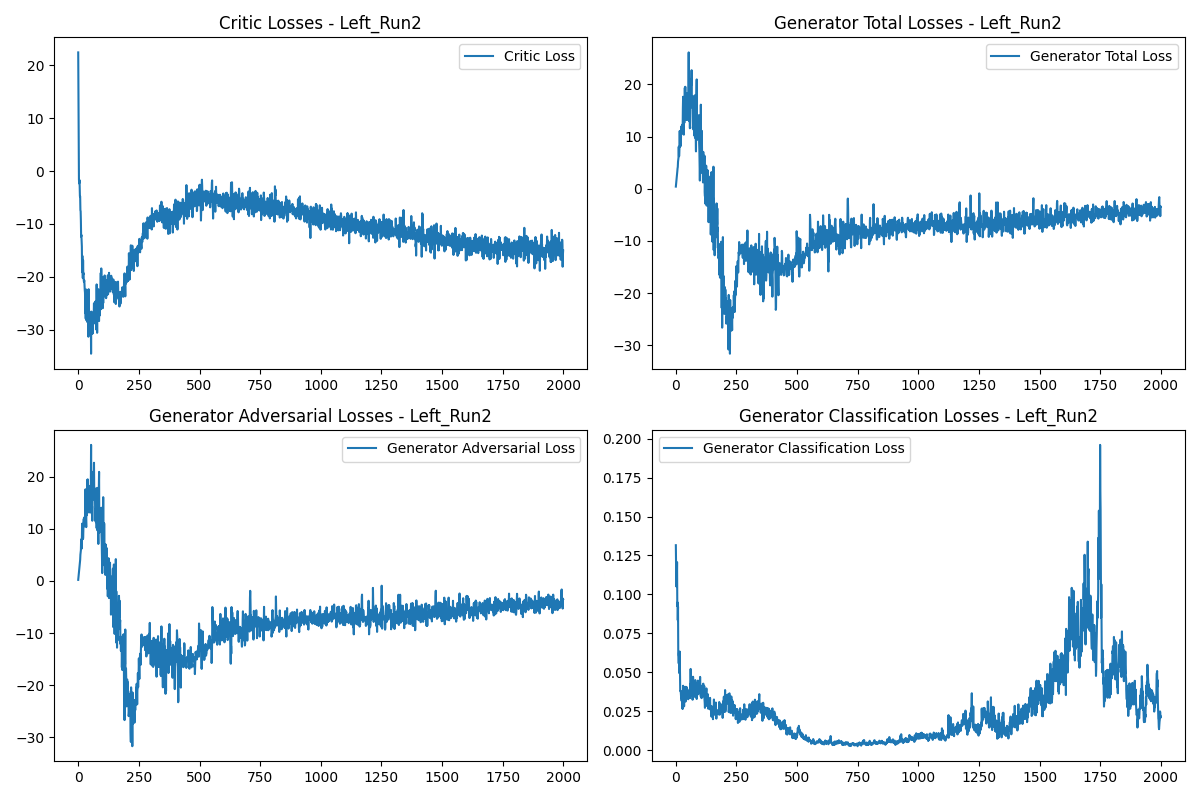 Critic Losses - Left_Run2
Critic Loss
20
10
0
−10
−20
−30
0 250 500 750 1000 1250 1500 1750 2000
Generator Total Losses - Left_Run2
Generator Total Loss
20
10
0
−10
−20
−30
0 250 500 750 1000 1250 1500 1750 2000
Generator Adversarial Losses - Left_Run2
Generator Adversarial Loss
20
10
0
−10
−20
−30
0 250 500 750 1000 1250 1500 1750 2000
Generator Classification Losses - Left_Run2
Generator Classification Loss
0.200
0.175
0.150
0.125
0.100
0.075
0.050
0.025
0.000
0 250 500 750 1000 1250 1500 1750 2000